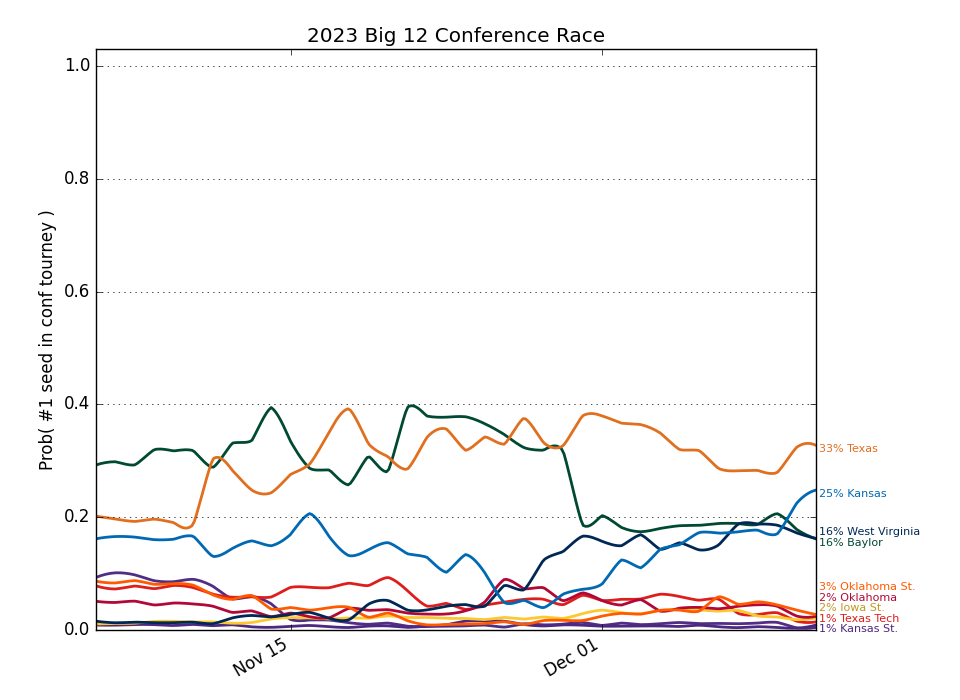 2023 Big 12 Conference Race
Prob( #1 seed in conf tourney )
1.0
0.8
0.6
0.4
0.2
0.0
Nov 15
Dec 01
33% Texas
25% Kansas
16% West Virginia
16% Baylor
3% Oklahoma St.
2% Oklahoma
2% Iowa St.
1% Texas Tech
1% Kansas St.